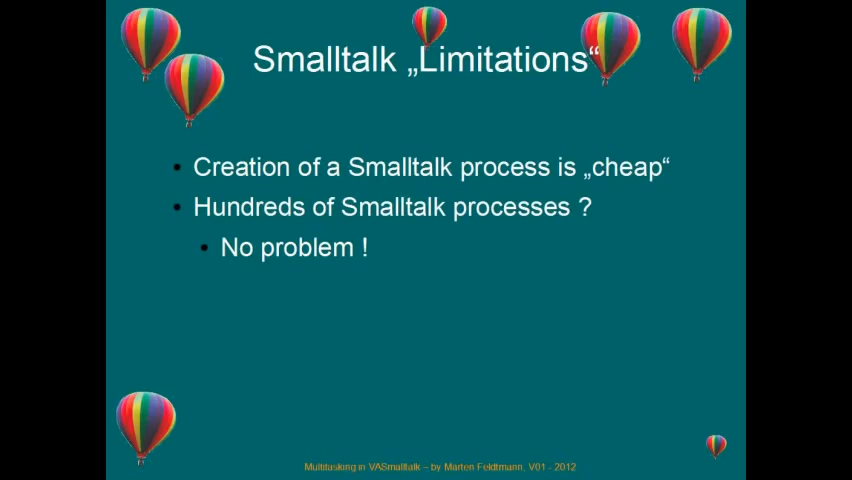 Smalltalk „Limitations“
Creation of a Smalltalk process is „cheap“
Hundreds of Smalltalk processes ?
No problem !
Multitasking in VASmalltalk – by Marten Feldtmann, V01 - 2012